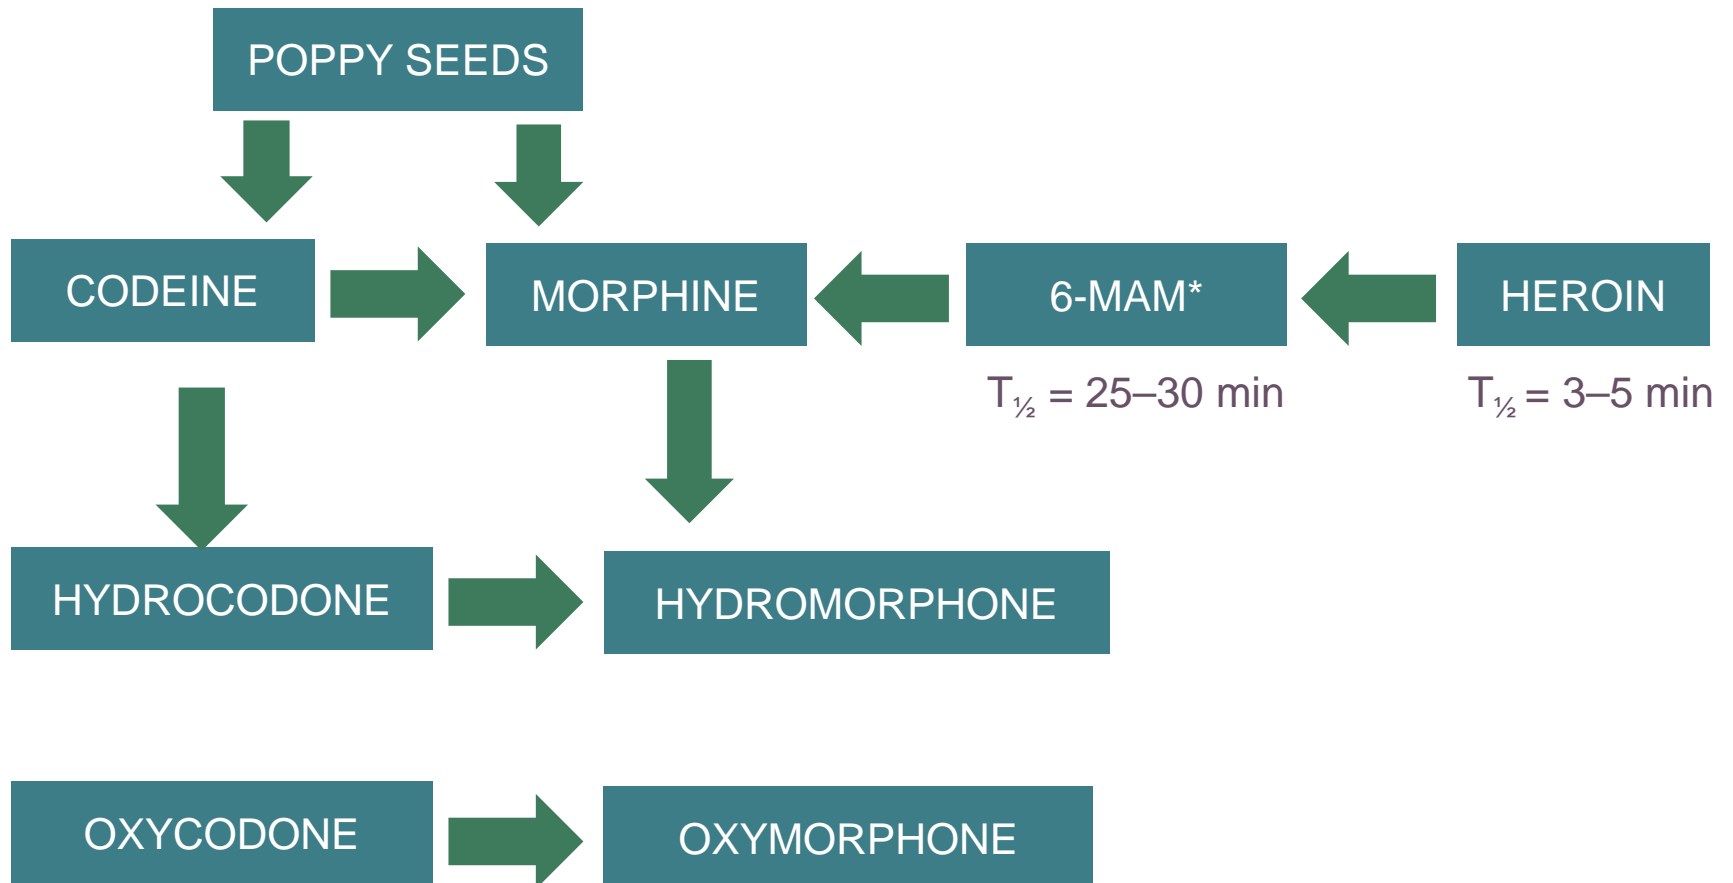 POPPY SEEDS
CODEINE
MORPHINE
6-MAM*
HEROIN
T½ = 25–30 min
T½ = 3–5 min
HYDROCODONE
HYDROMORPHONE
OXYCODONE
OXYMORPHONE